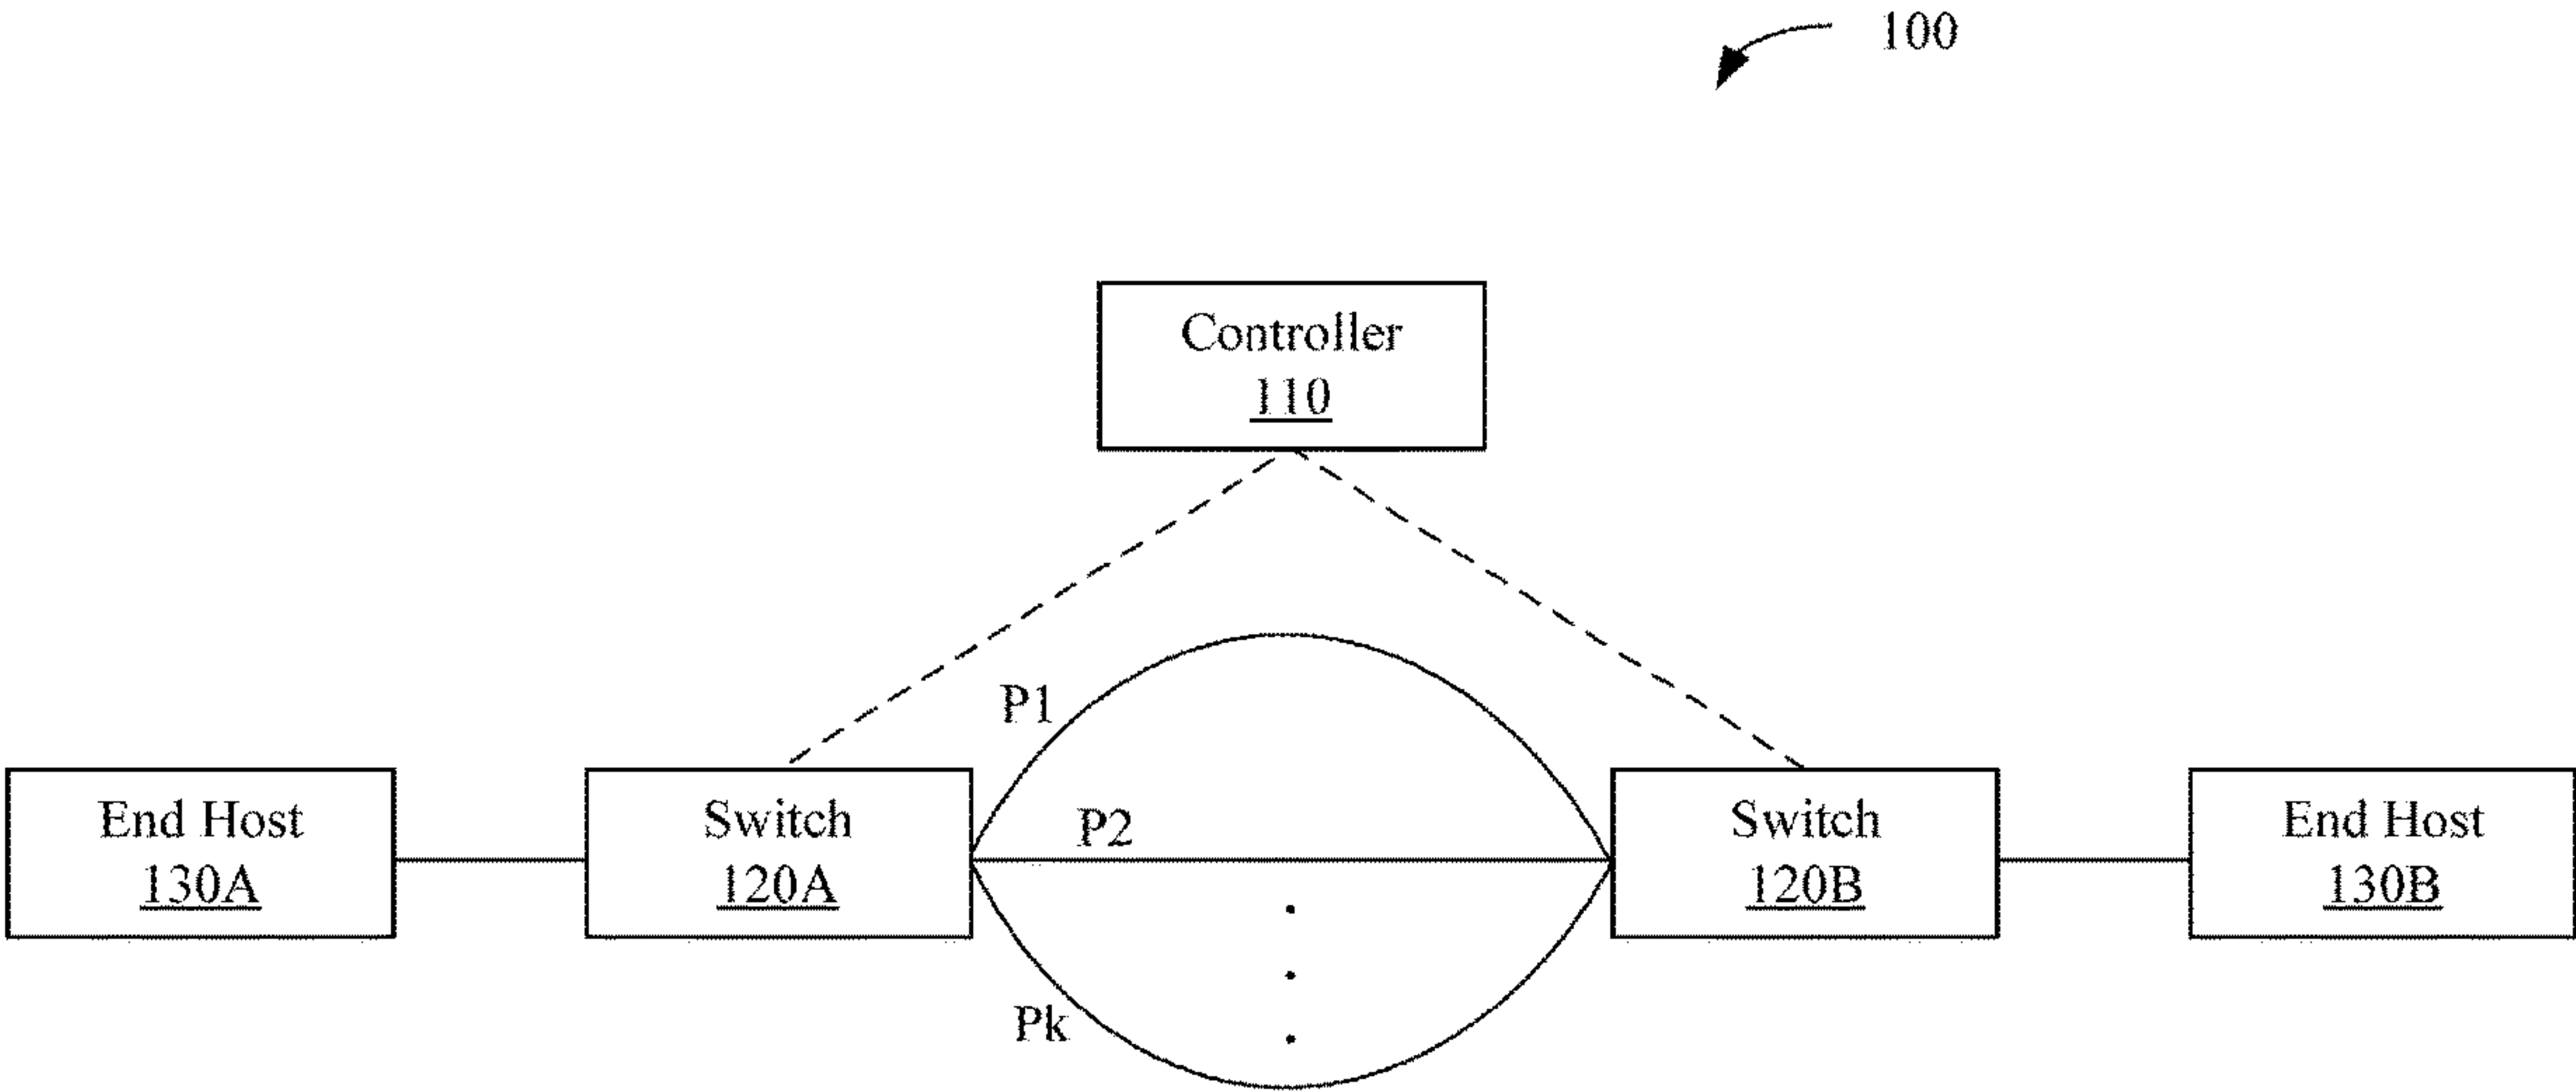 100
Controller
110
P1
End Host
130A
Switch
120A
P2
Switch
120B
End Host
130B
Pk